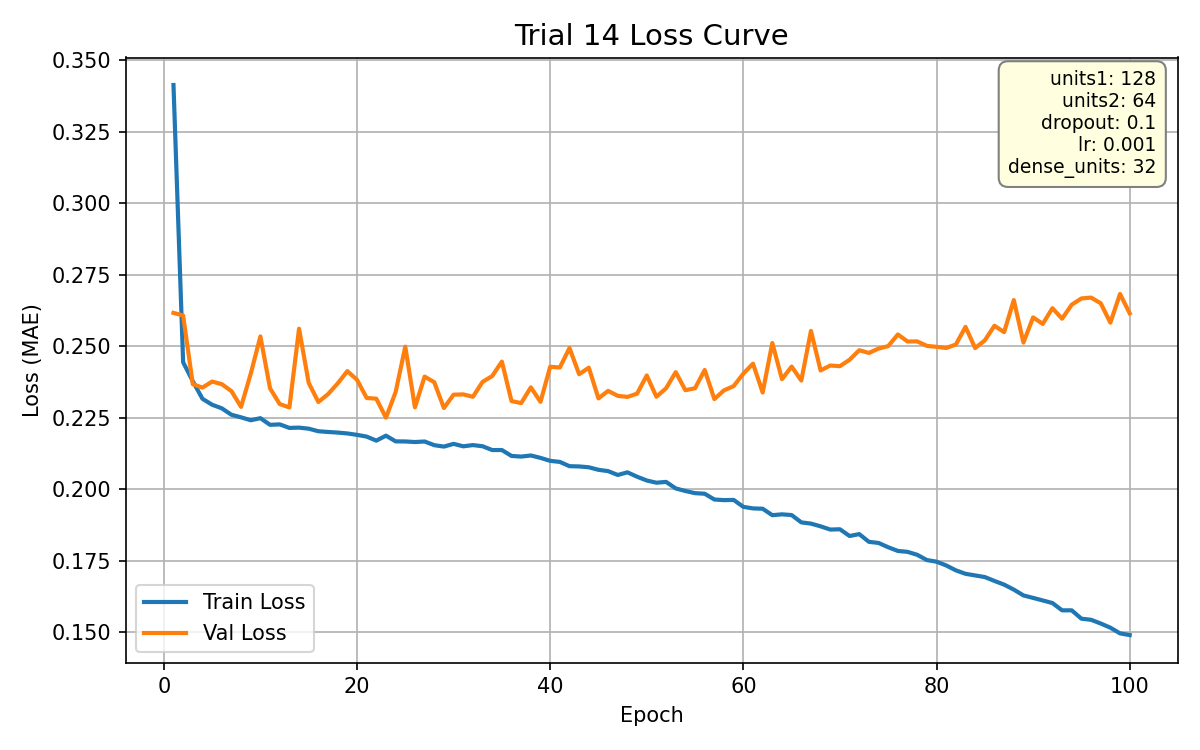 Trial 14 Loss Curve
units1: 128
units2: 64
dropout: 0.1
lr: 0.001
dense_units: 32
Loss (MAE)
0.350
0.325
0.300
0.275
0.250
0.225
0.200
0.175
0.150
Train Loss
Val Loss
0 20 40 60 80 100
Epoch